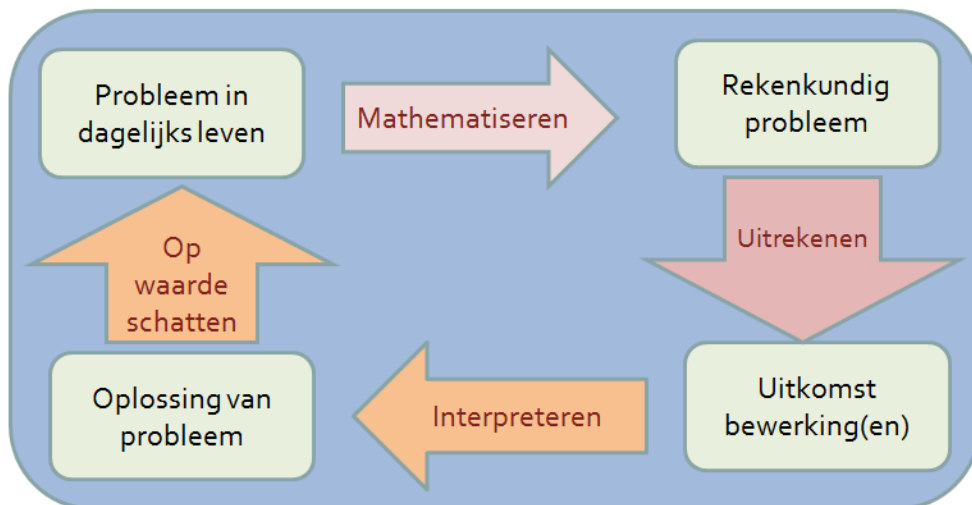 Probleem in
dagelijks leven
Mathematiseren
Rekenkundig
probleem
Uitrekenen
Uitkomst
bewerking(en)
Interpreteren
Oplossing van
probleem
Op
waarde
schatten